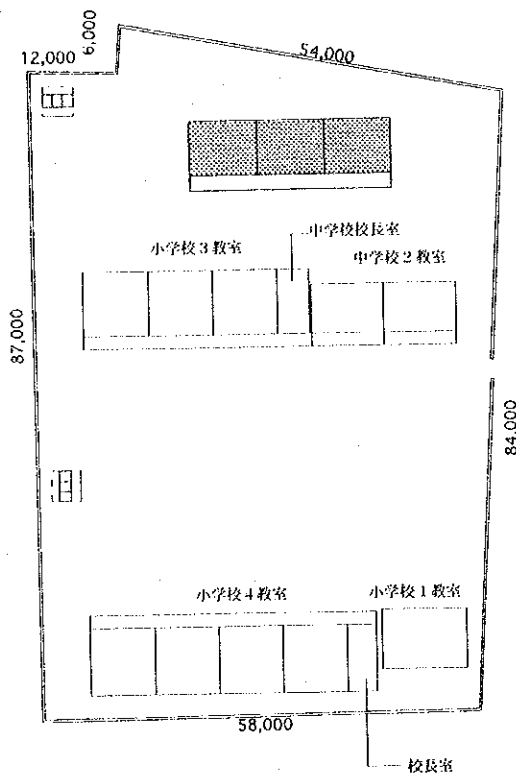 6,000
12,000
54,000
中学校校長室
小学校3教室
中学校2教室
87,000
84,000
小学校4教室
小学校1教室
58,000
校長室